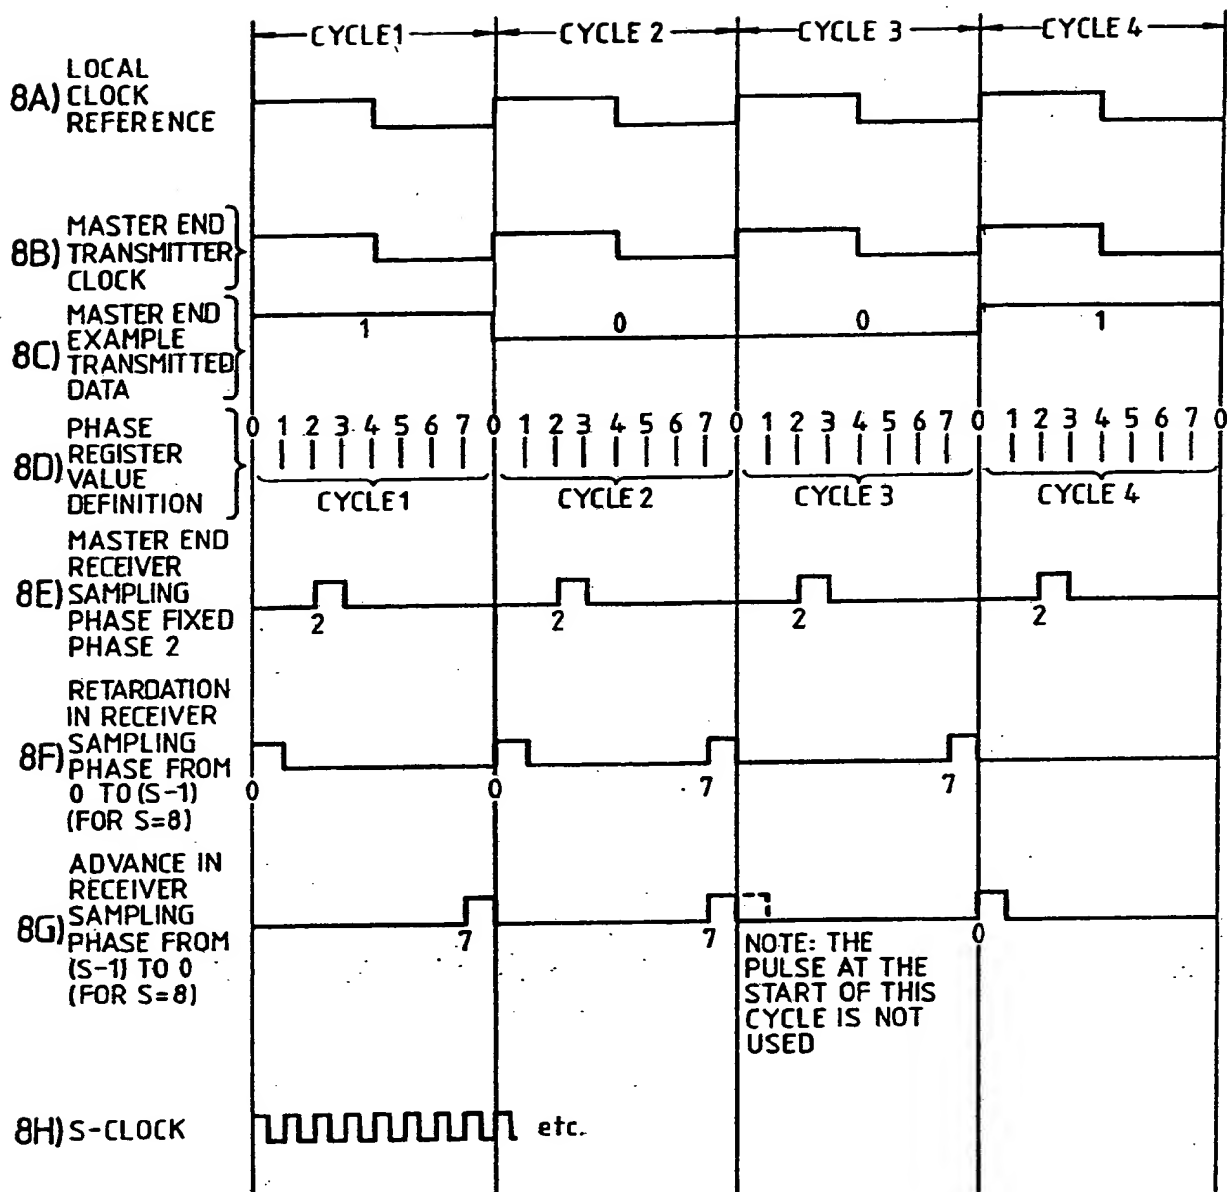 CYCLE 1 CYCLE 2 CYCLE 3 CYCLE 4
8A) LOCAL
CLOCK
REFERENCE
8B) MASTER END
TRANSMITTER
CLOCK
8C) MASTER END
EXAMPLE
TRANSMITTED
DATA
1 0 0 1
8D) PHASE
REGISTER
VALUE
DEFINITION
0 1 2 3 4 5 6 7 0 1 2 3 4 5 6 7 0 1 2 3 4 5 6 7 0 1 2 3 4 5 6 7 0
CYCLE 1 CYCLE 2 CYCLE 3 CYCLE 4
8E) MASTER END
RECEIVER
SAMPLING
PHASE FIXED
PHASE 2
2 2 2 2
8F) RETARDATION
IN RECEIVER
SAMPLING
PHASE FROM
0 TO (S-1)
(FOR S=8)
0 0 7 7
8G) ADVANCE IN
RECEIVER
SAMPLING
PHASE FROM
(S-1) TO 0
(FOR S=8)
7 7 0
NOTE: THE
PULSE AT THE
START OF THIS
CYCLE IS NOT
USED
8H) S-CLOCK
etc.